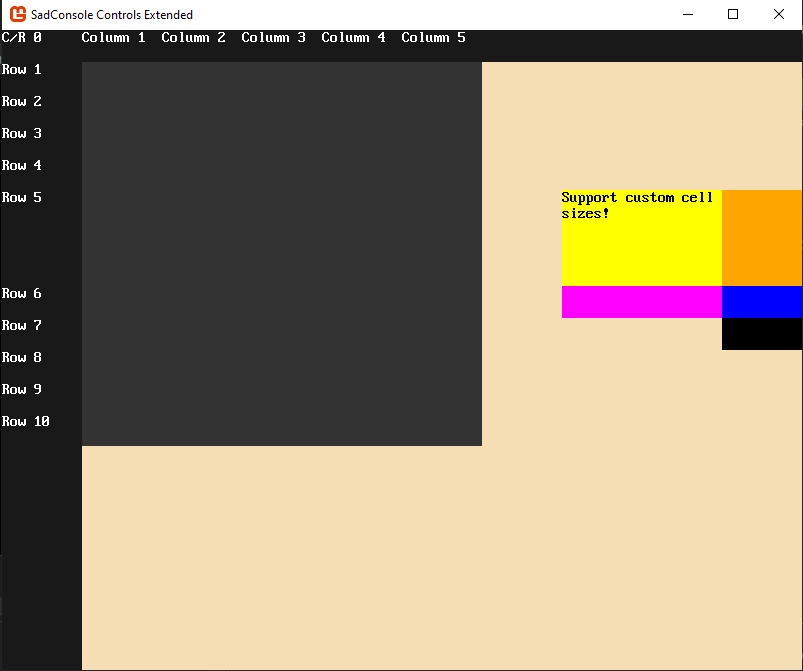 SadConsole Controls Extended
C/R 0 Column 1 Column 2 Column 3 Column 4 Column 5
Row 1
Row 2
Row 3
Row 4
Row 5
Support custom cell
sizes!
Row 6
Row 7
Row 8
Row 9
Row 10